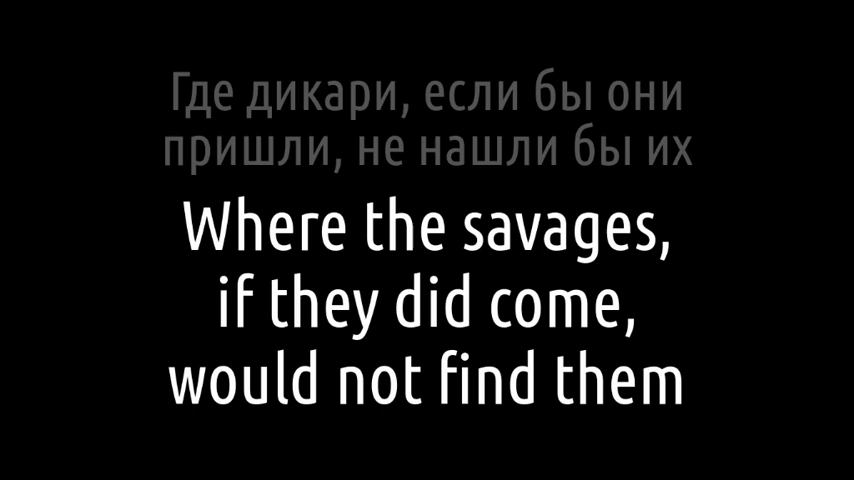 Где дикари, если бы они
пришли, не нашли бы их
Where the savages,
if they did come,
would not find them